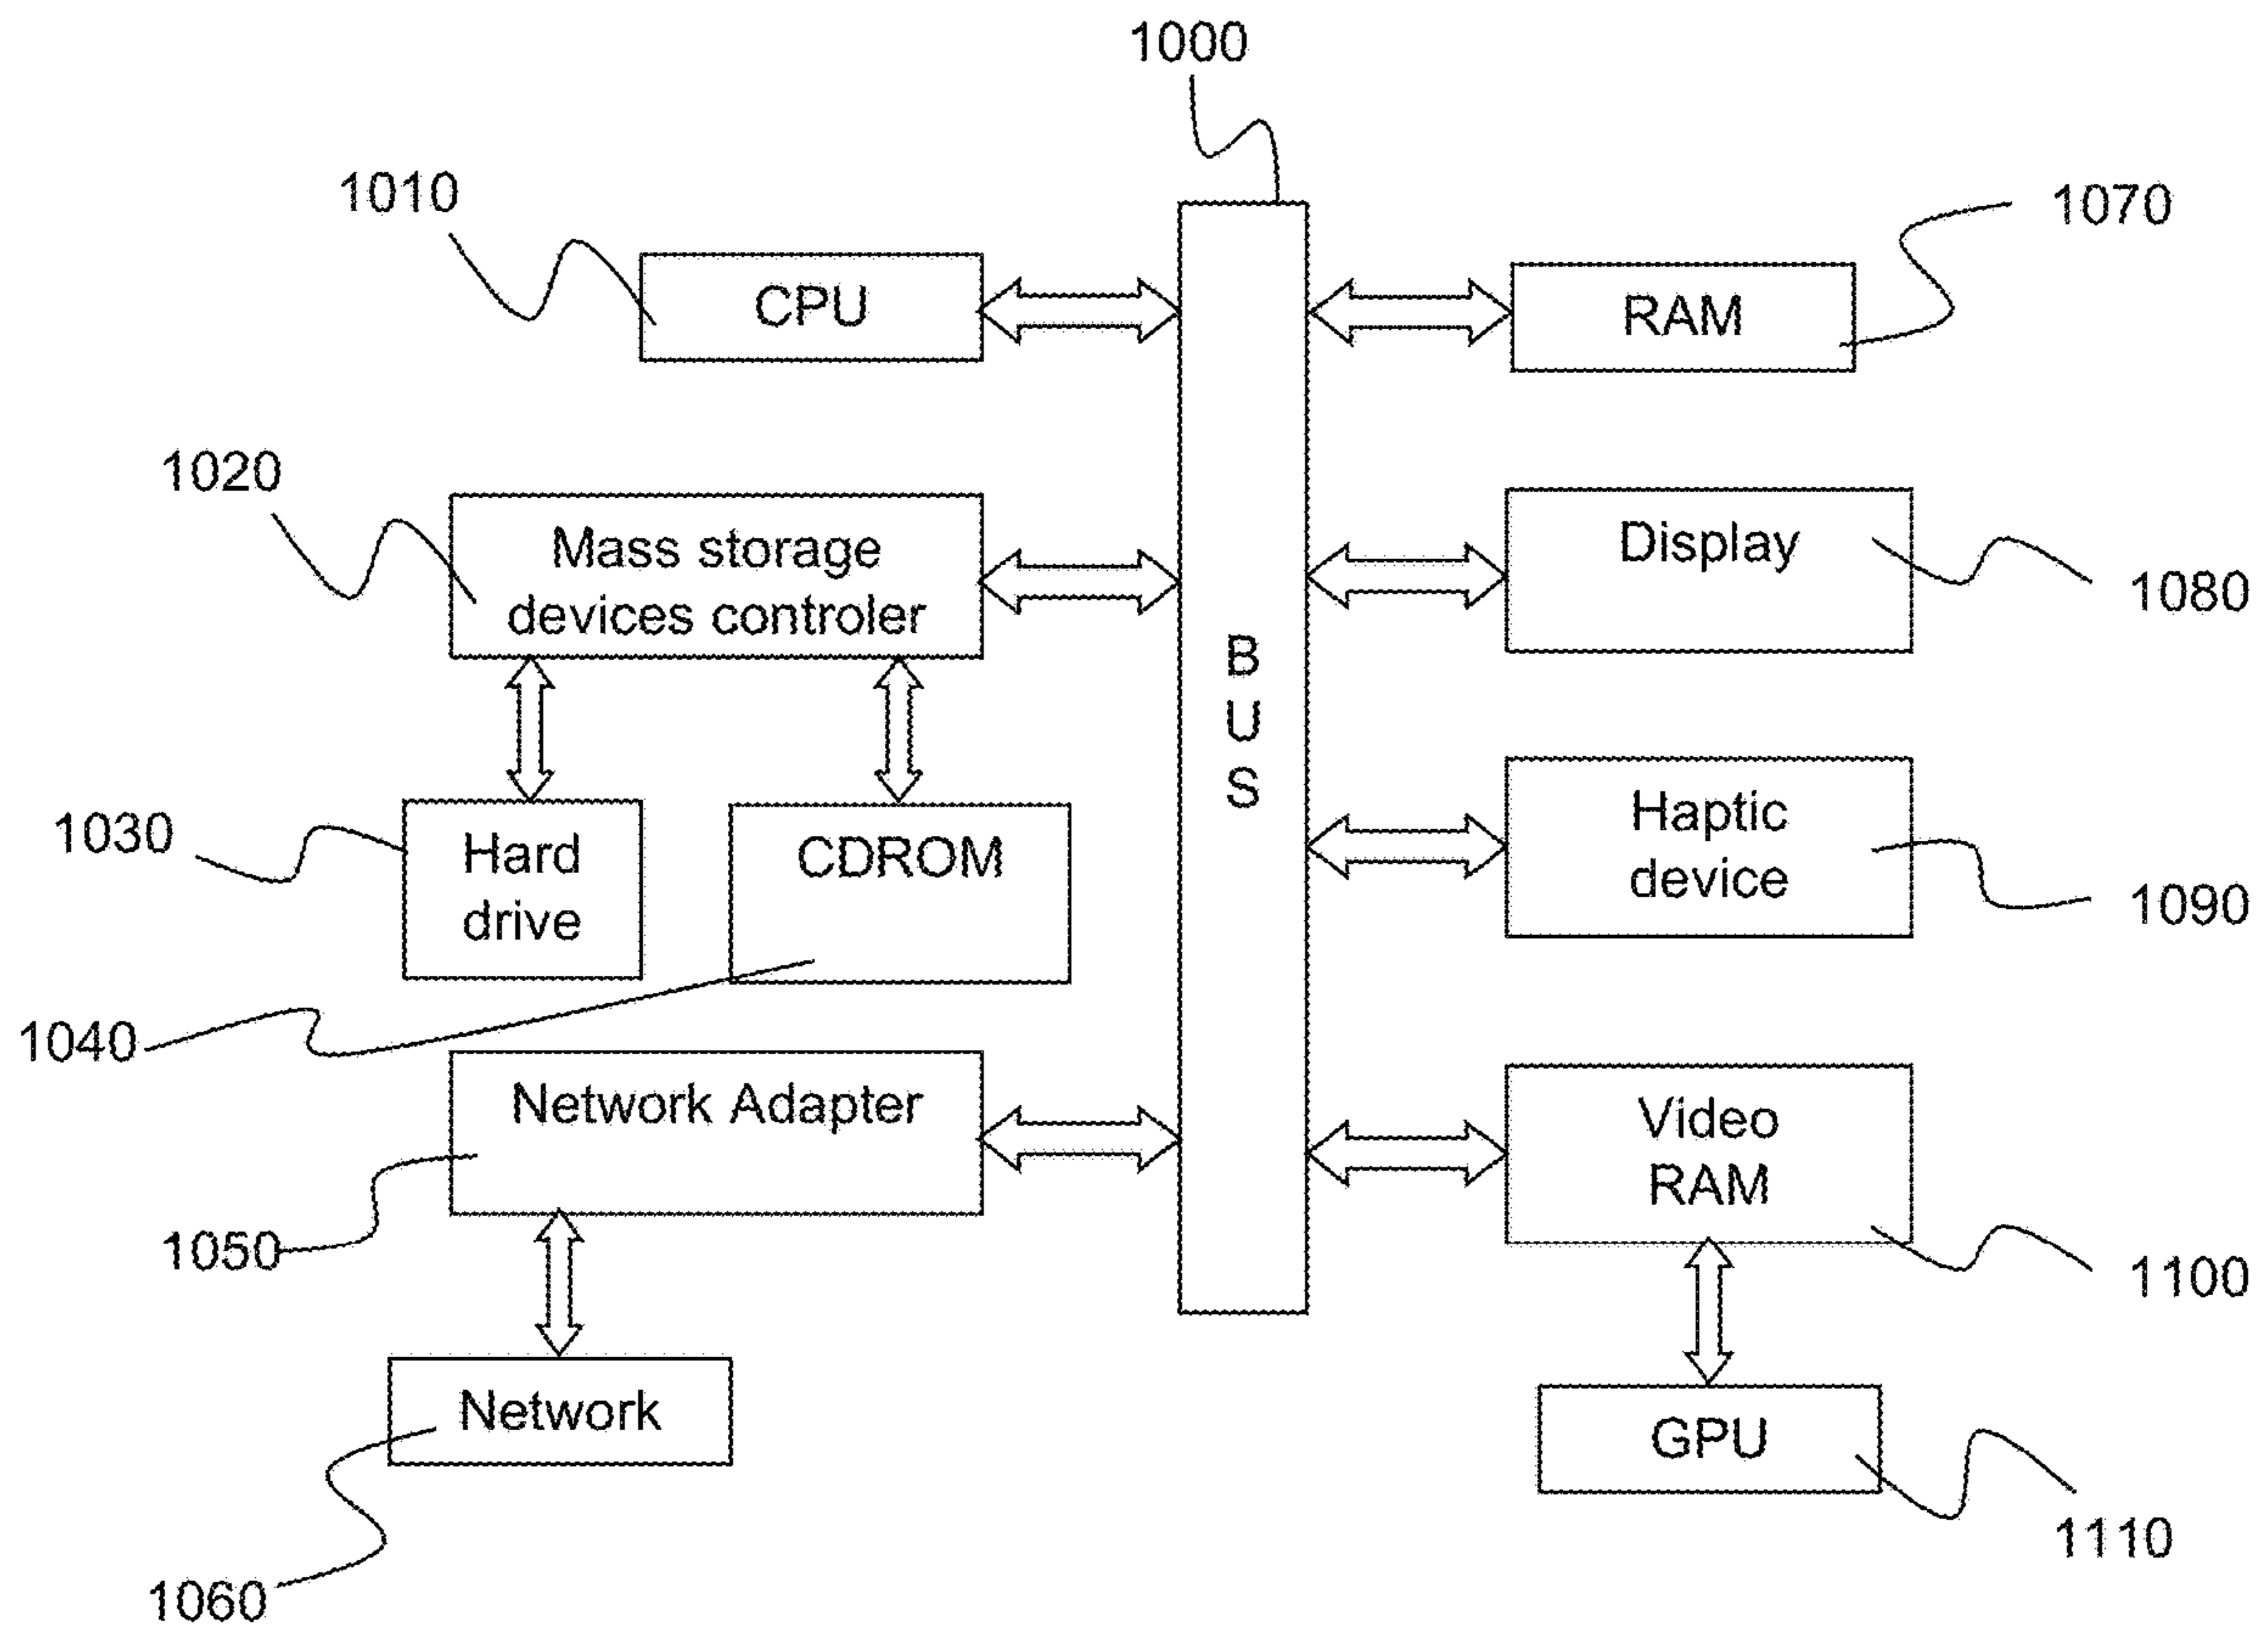 1000
1010
CPU
1070
RAM
1020
Mass storage
devices controler
Display
1080
B
U
S
1030
Hard
drive
CDROM
Haptic
device
1090
1040
Network Adapter
1050
Video
RAM
1100
Network
1060
GPU
1110